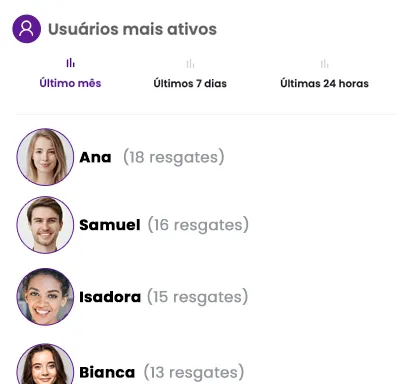 Usuários mais ativos
Último mês Últimos 7 dias Últimas 24 horas
Ana (18 resgates)
Samuel (16 resgates)
Isadora (15 resgates)
Bianca (13 resgates)